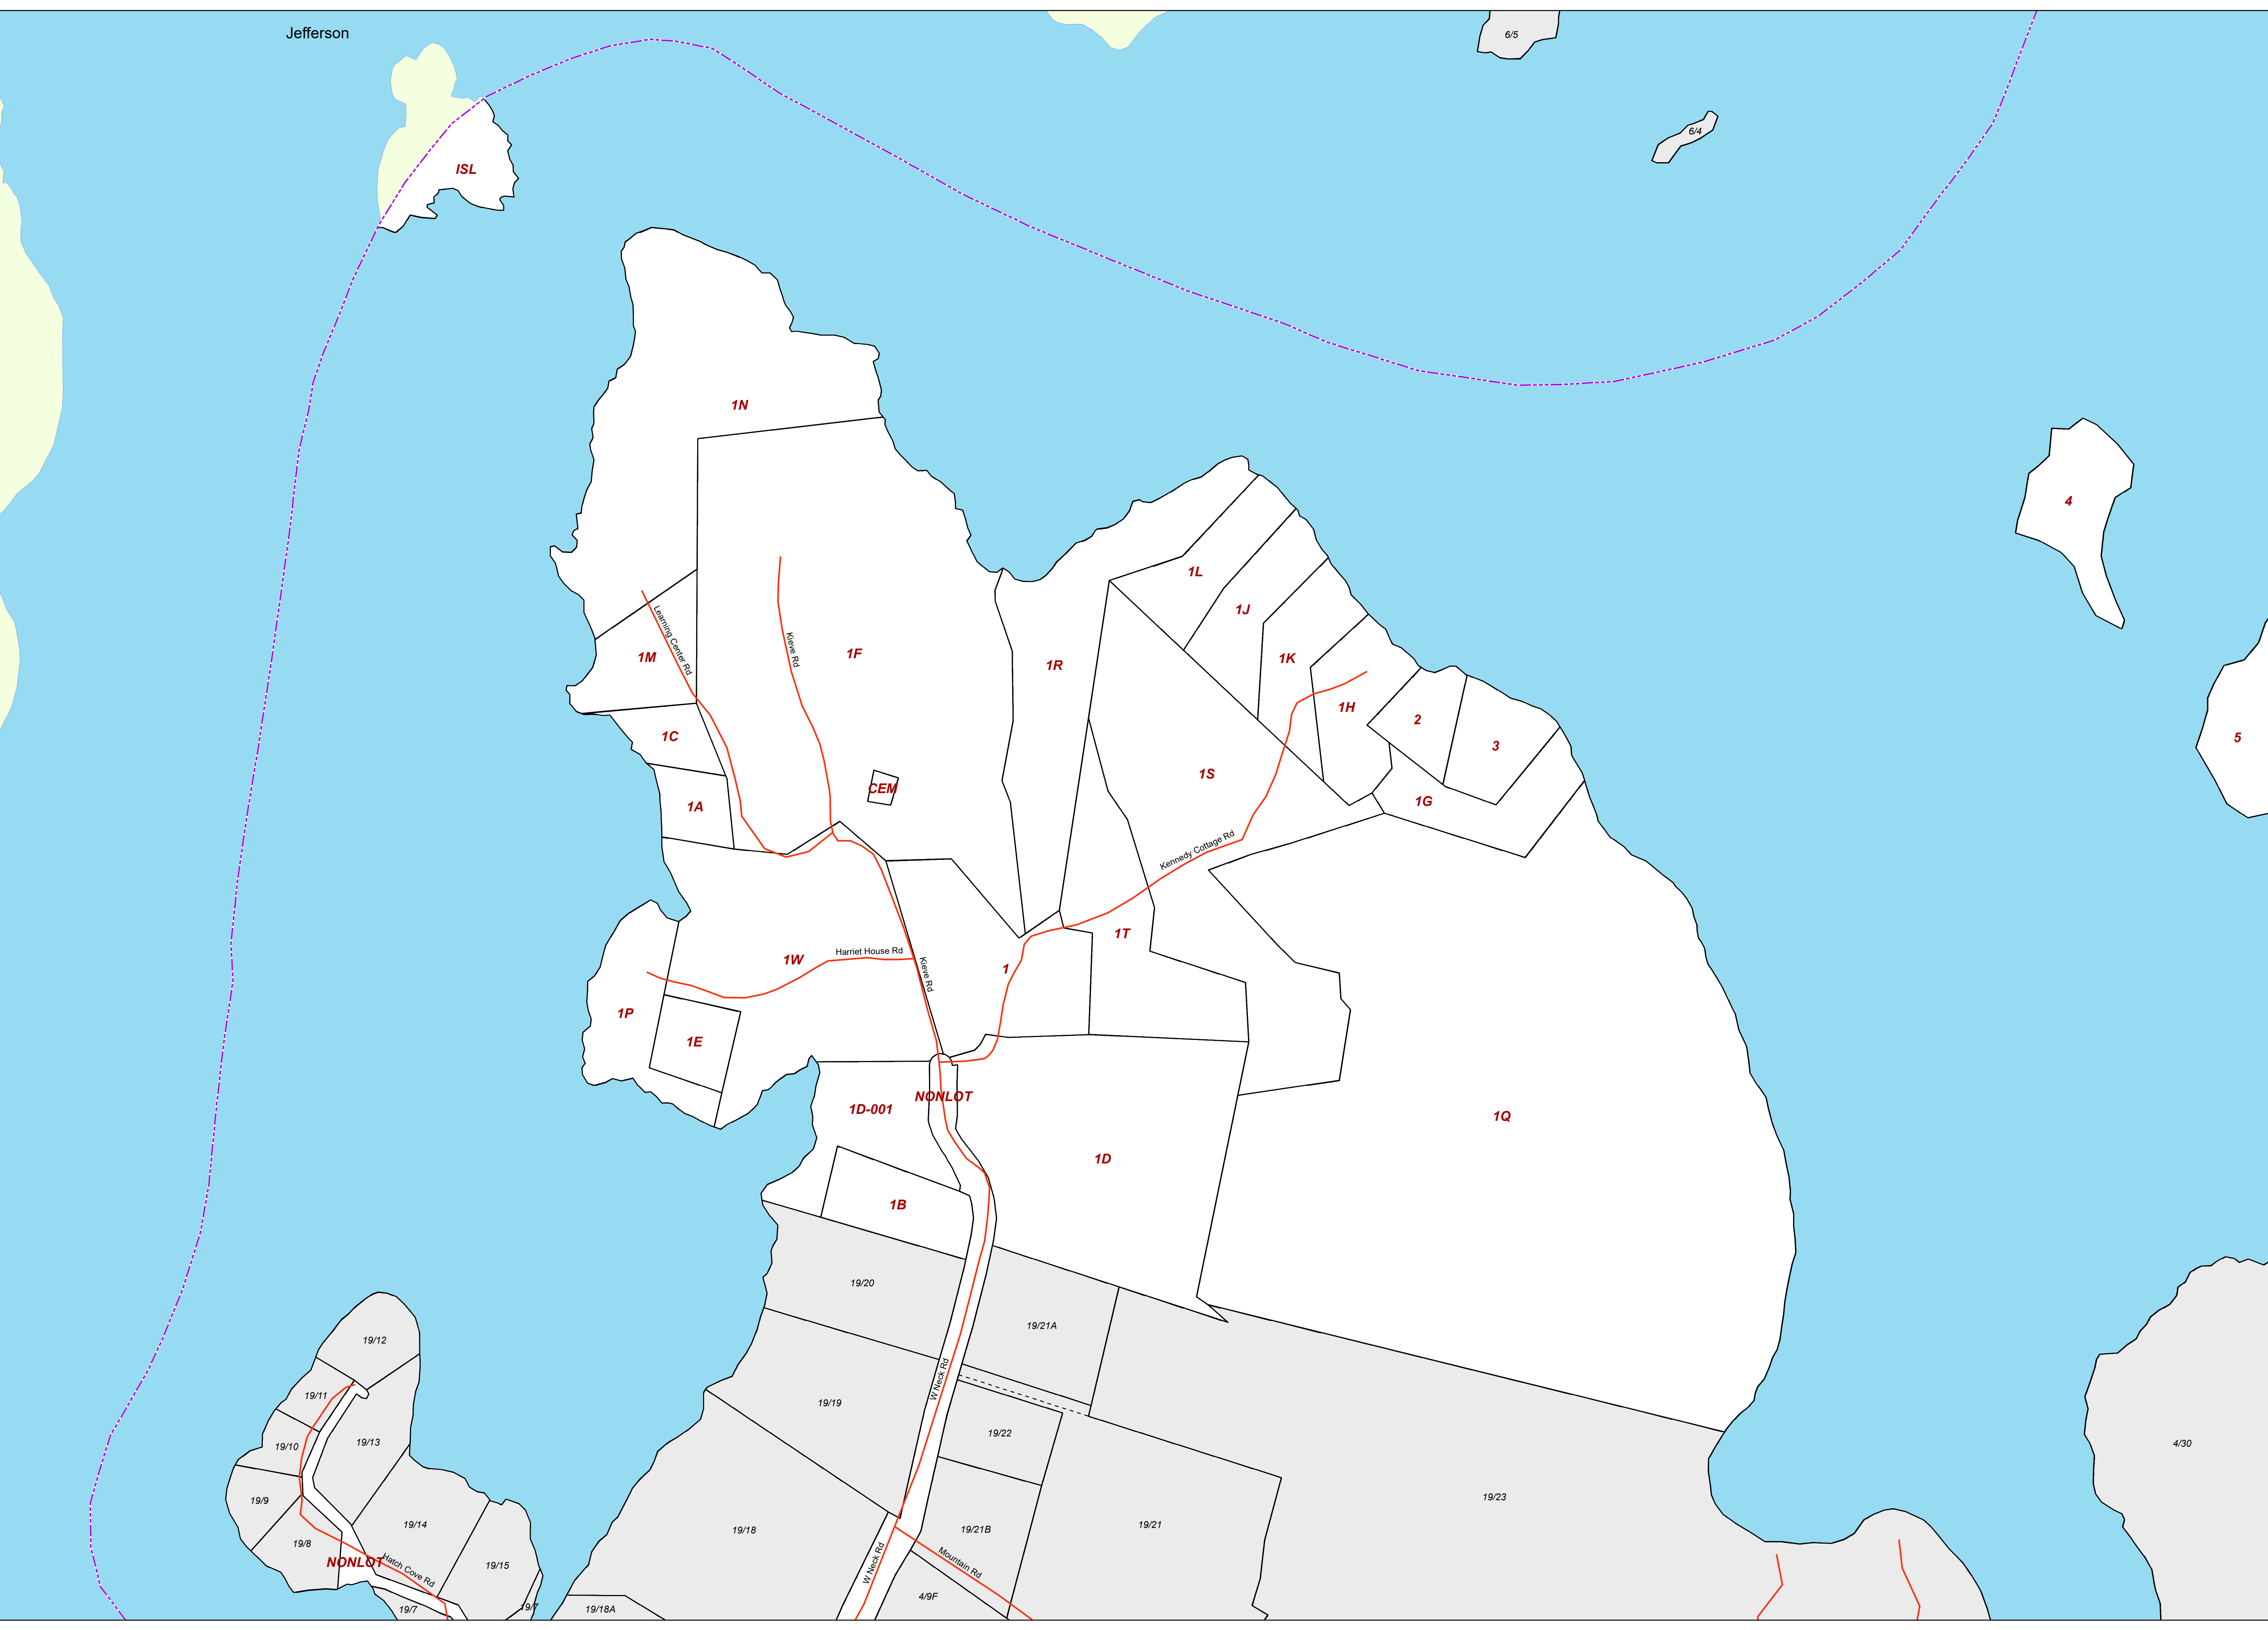 Jefferson
6/5
6/4
ISL
1N
4
1L
1J
Learning Center Rd
Kieve Rd
1M
1F
1R
1K
1H
2
3
1C
5
1S
CEM
1A
1G
Kennedy Cottage Rd
1T
Harriet House Rd
1W
Kieve Rd
1
1P
1E
NONLOT
1D-001
1Q
1D
1B
19/20
19/21A
19/12
W Neck Rd
19/11
19/19
19/22
19/10
19/13
4/30
19/9
19/23
19/14
19/18
19/21B
19/21
19/8
NONLOT
Hatch Cove Rd
19/15
W Neck Rd
Mountain Rd
4/9F
19/7
19/7
19/18A